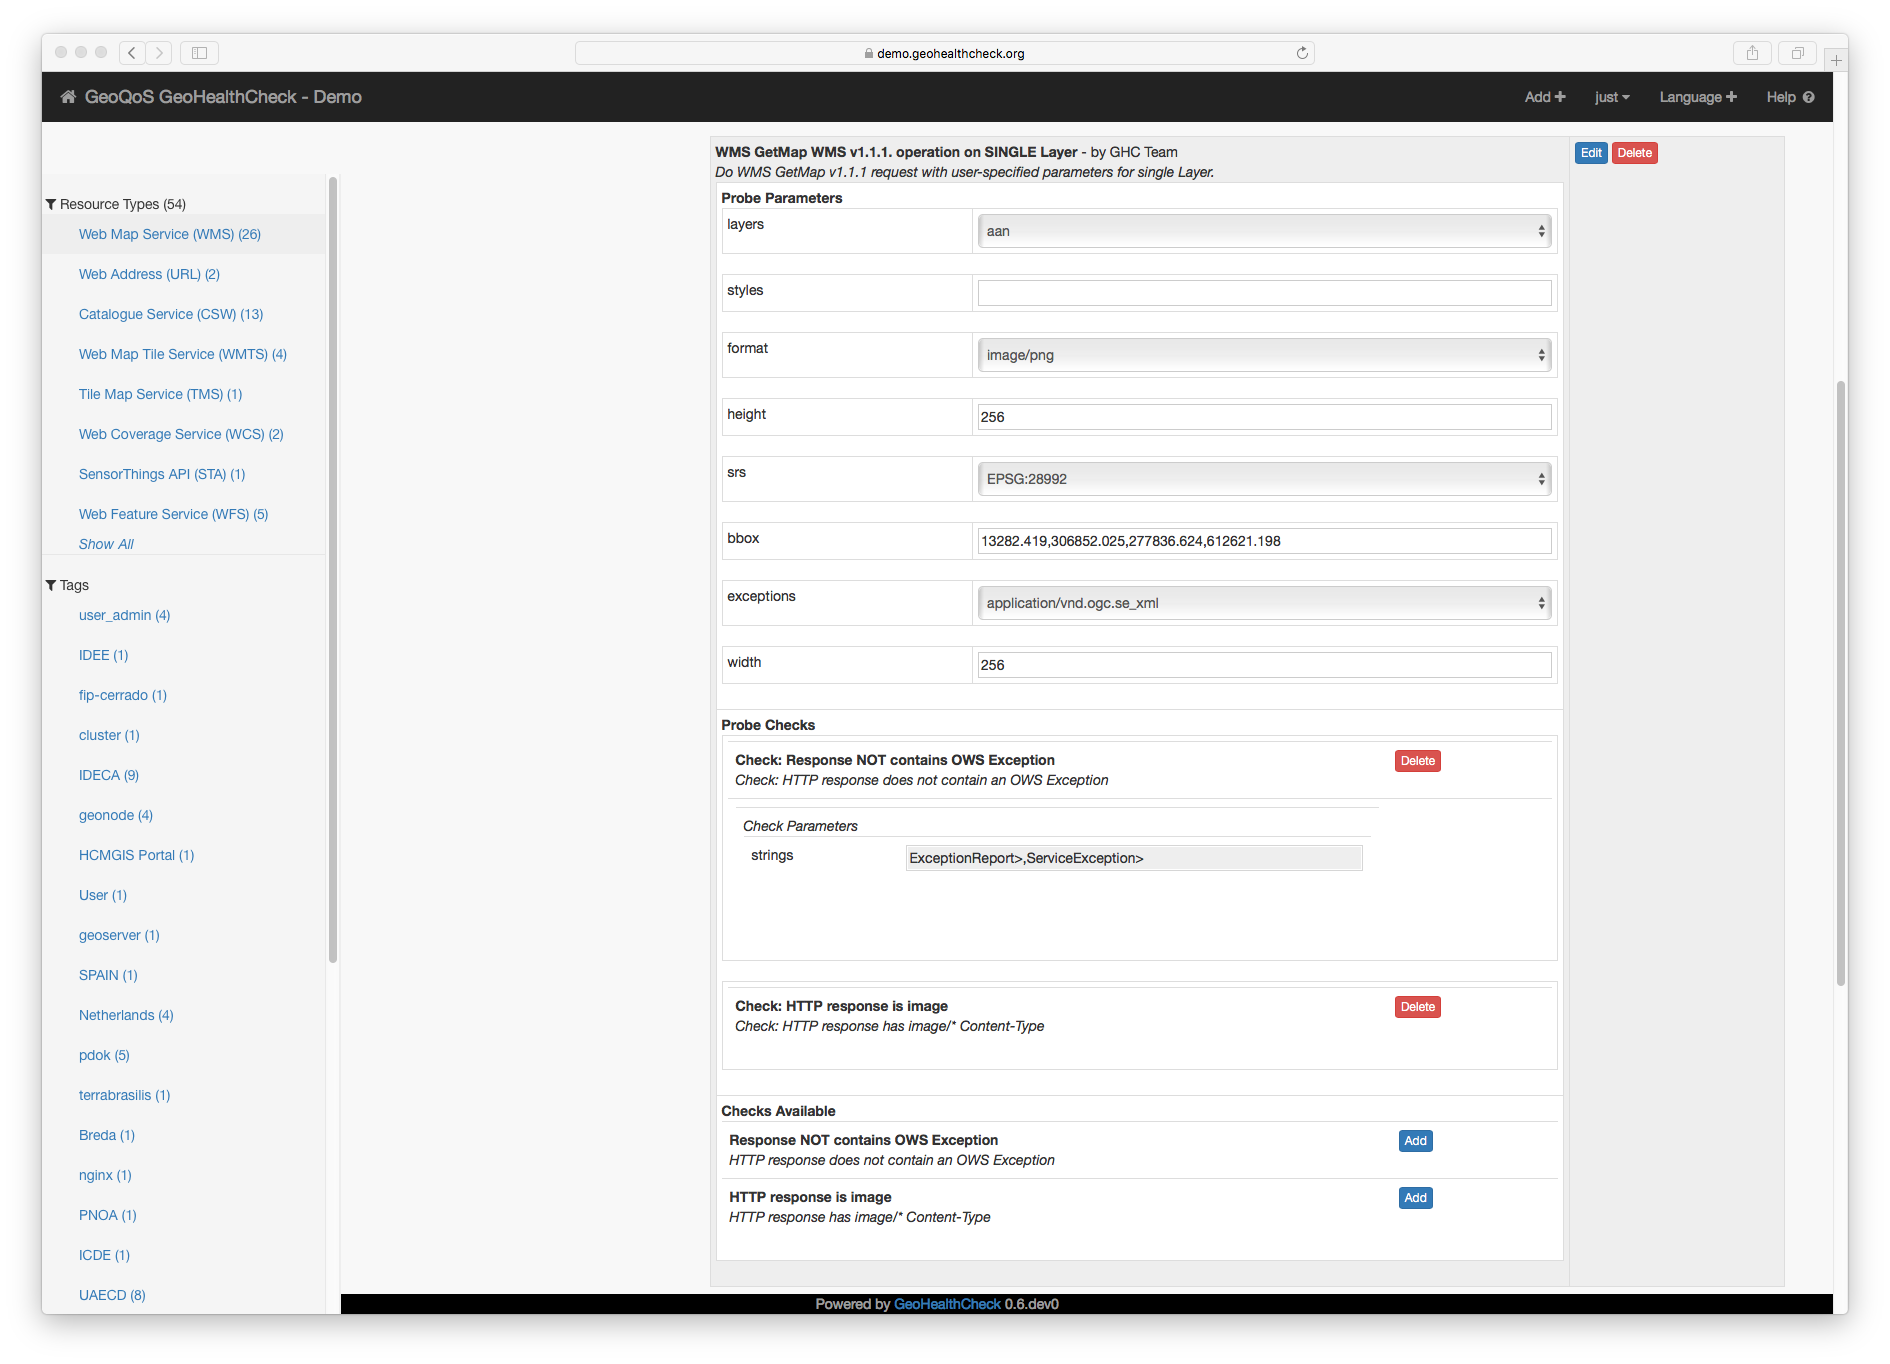 demo.geohealthcheck.org
GeoQoS GeoHealthCheck - Demo
Add
just
Language
Help
Resource Types (54)
Web Map Service (WMS) (26)
Web Address (URL) (2)
Catalogue Service (CSW) (13)
Web Map Tile Service (WMTS) (4)
Tile Map Service (TMS) (1)
Web Coverage Service (WCS) (2)
SensorThings API (STA) (1)
Web Feature Service (WFS) (5)
Show All
Tags
user_admin (4)
IDEE (1)
fip-cerrado (1)
cluster (1)
IDECA (9)
geonode (4)
HCMGIS Portal (1)
User (1)
geoserver (1)
SPAIN (1)
Netherlands (4)
pdok (5)
terrabrasilis (1)
Breda (1)
nginx (1)
PNOA (1)
ICDE (1)
UAECD (8)
WMS GetMap WMS v1.1.1. operation on SINGLE Layer - by GHC Team
Do WMS GetMap v1.1.1 request with user-specified parameters for single Layer.
Edit Delete
Probe Parameters
layers
aan
styles
format
image/png
height
256
srs
EPSG:28992
bbox
13282.419,306852.025,277836.624,612621.198
exceptions
application/vnd.ogc.se_xml
width
256
Probe Checks
Check: Response NOT contains OWS Exception
Delete
Check: HTTP response does not contain an OWS Exception
Check Parameters
strings
ExceptionReport>,ServiceException>
Check: HTTP response is image
Delete
Check: HTTP response has image/* Content-Type
Checks Available
Response NOT contains OWS Exception
Add
HTTP response does not contain an OWS Exception
HTTP response is image
Add
HTTP response has image/* Content-Type
Powered by GeoHealthCheck 0.6.dev0